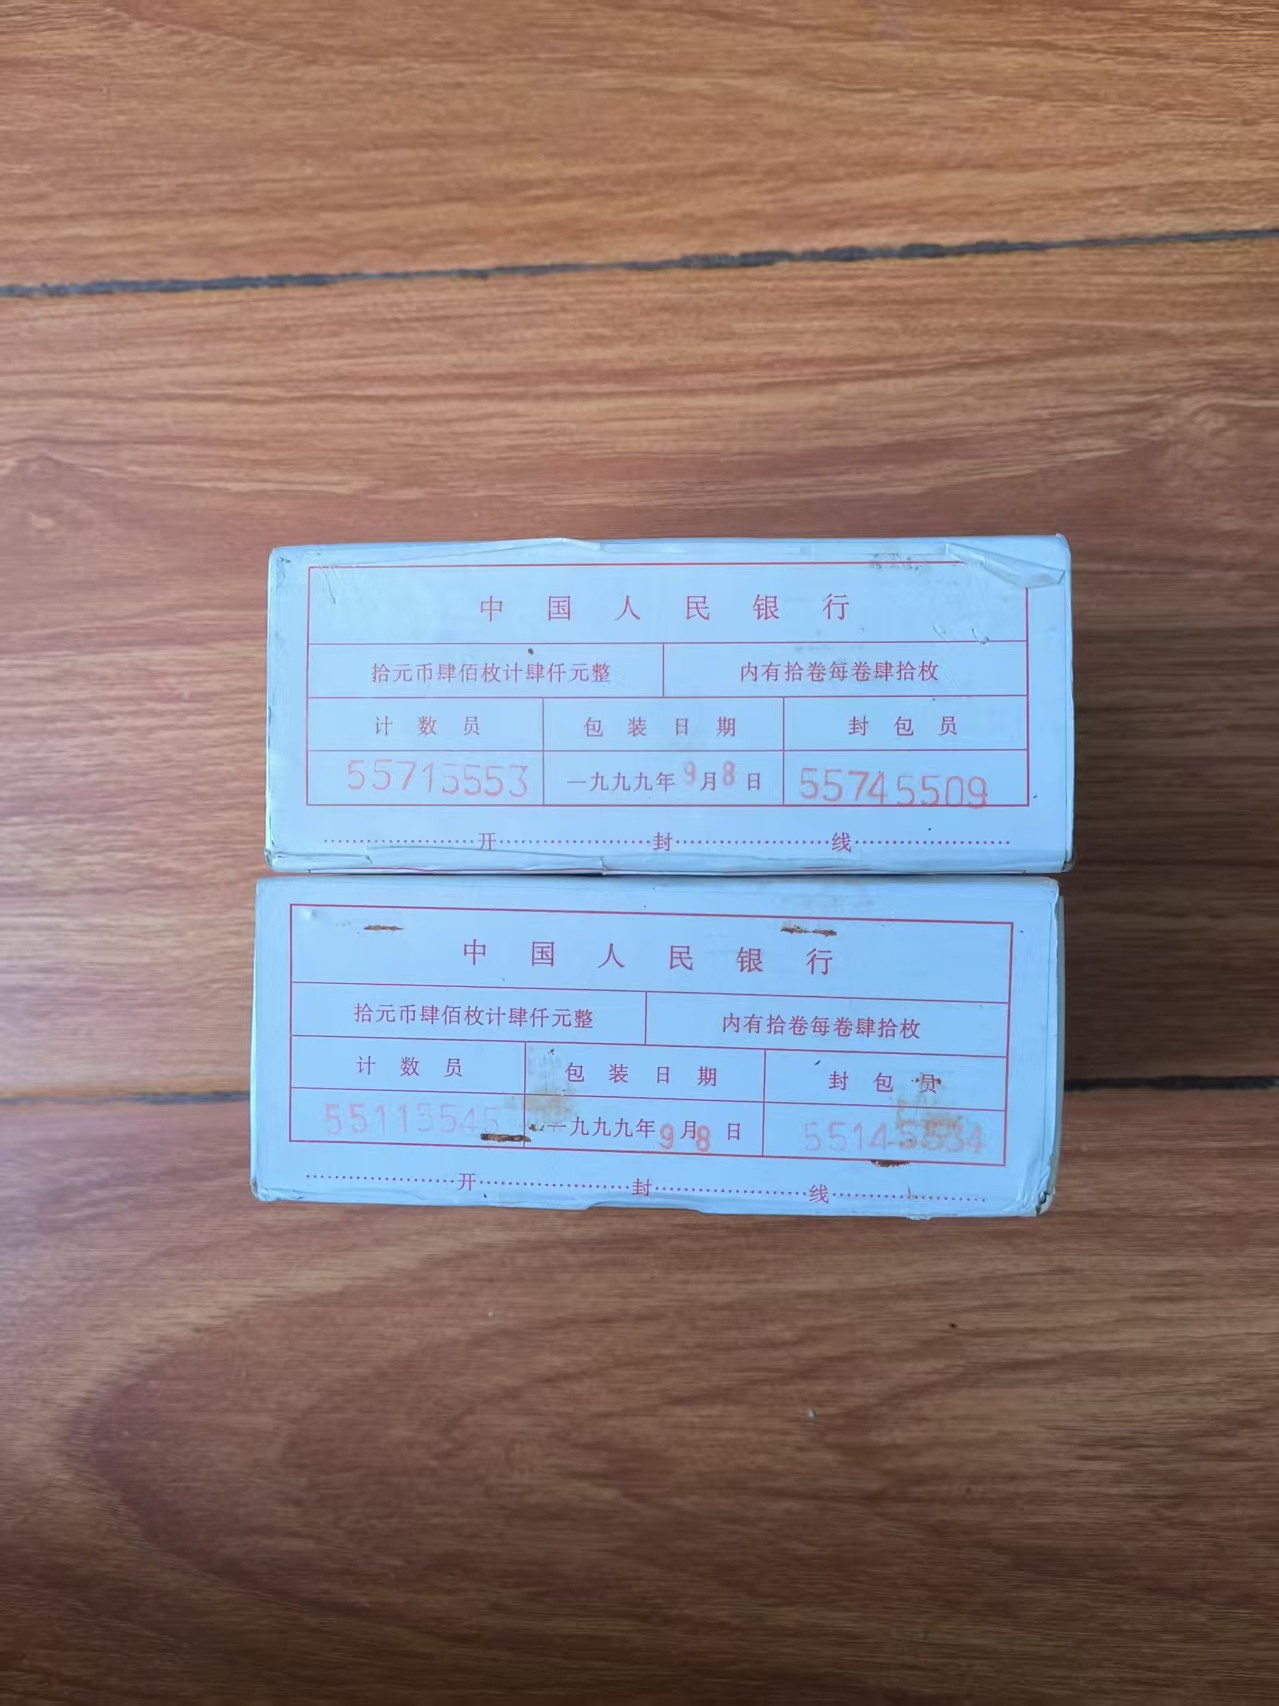 中国人民银行
拾元币肆佰枚计肆仟元整 内有拾卷每卷肆拾枚
计数员 包装日期 封包员
55715553 一九九九年9月8日 55745509
开封线
中国人民银行
拾元币肆佰枚计肆仟元整 内有拾卷每卷肆拾枚
计数员 包装日期 封包员
55115545 一九九九年9月8日 55145534
开封线